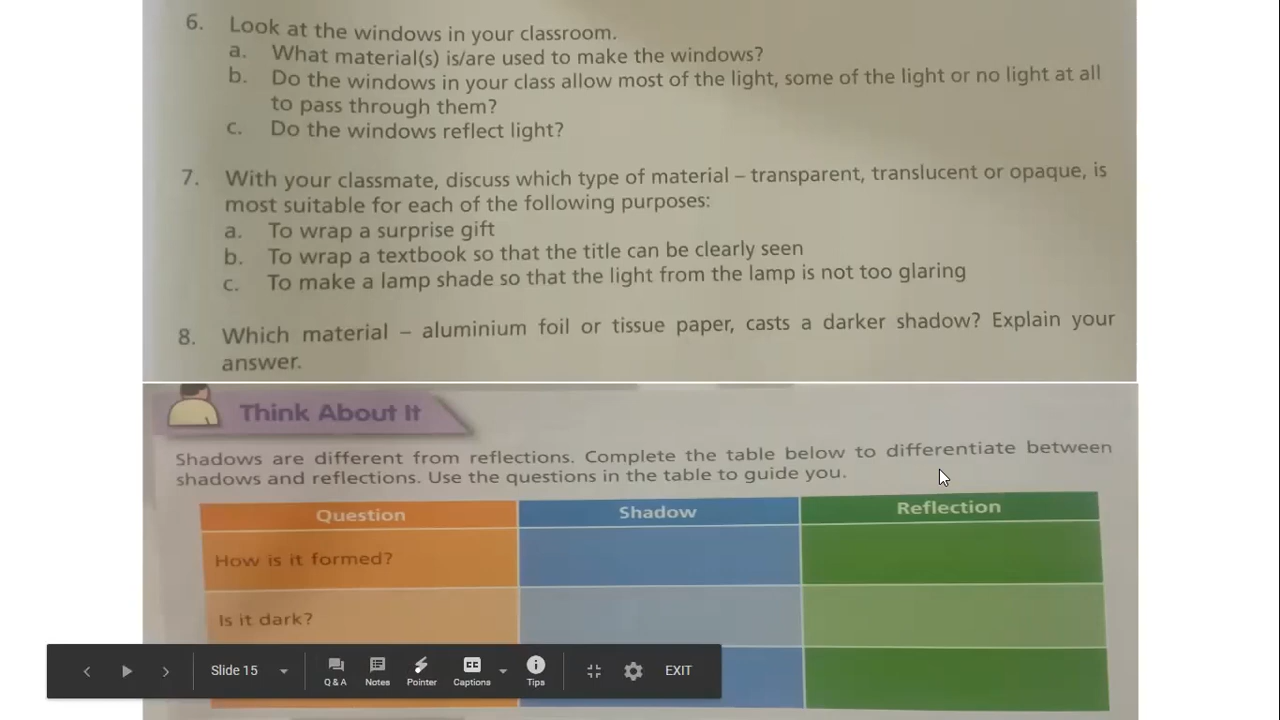 6. Look at the windows in your classroom.
a. What material(s) is/are used to make the windows?
b. Do the windows in your class allow most of the light, some of the light or no light at all
to pass through them?
c. Do the windows reflect light?
7. With your classmate, discuss which type of material – transparent, translucent or opaque, is
most suitable for each of the following purposes:
a. To wrap a surprise gift
b. To wrap a textbook so that the title can be clearly seen
c. To make a lamp shade so that the light from the lamp is not too glaring
8. Which material – aluminium foil or tissue paper, casts a darker shadow? Explain your
answer.
Think About It
Shadows are different from reflections. Complete the table below to differentiate between
shadows and reflections. Use the questions in the table to guide you.
Question Shadow Reflection
How is it formed?
Is it dark?
Slide 15 Q & A Notes Pointer CC Captions Tips EXIT